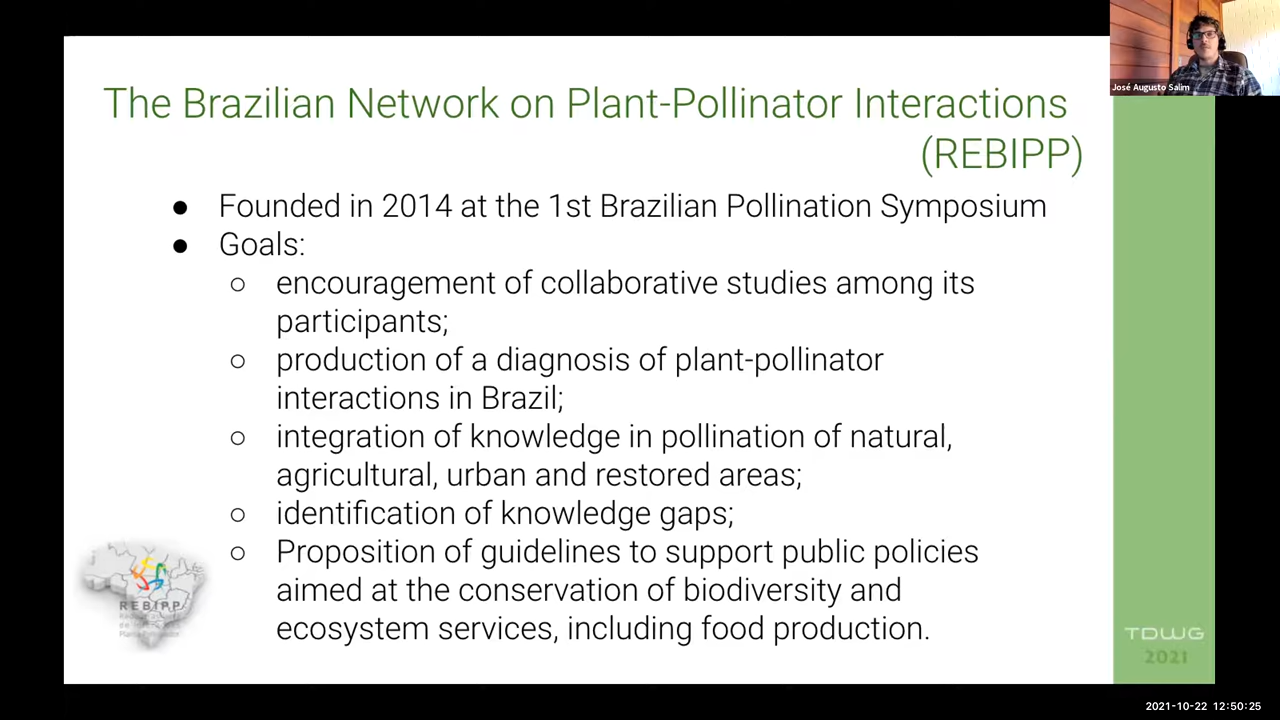 José Augusto Salim
The Brazilian Network on Plant-Pollinator Interactions
(REBIPP)
● Founded in 2014 at the 1st Brazilian Pollination Symposium
● Goals:
○ encouragement of collaborative studies among its
participants;
○ production of a diagnosis of plant-pollinator
interactions in Brazil;
○ integration of knowledge in pollination of natural,
agricultural, urban and restored areas;
○ identification of knowledge gaps;
○ Proposition of guidelines to support public policies
aimed at the conservation of biodiversity and
ecosystem services, including food production.
REBIPP
TDWG
2021
2021-10-22 12:50:25